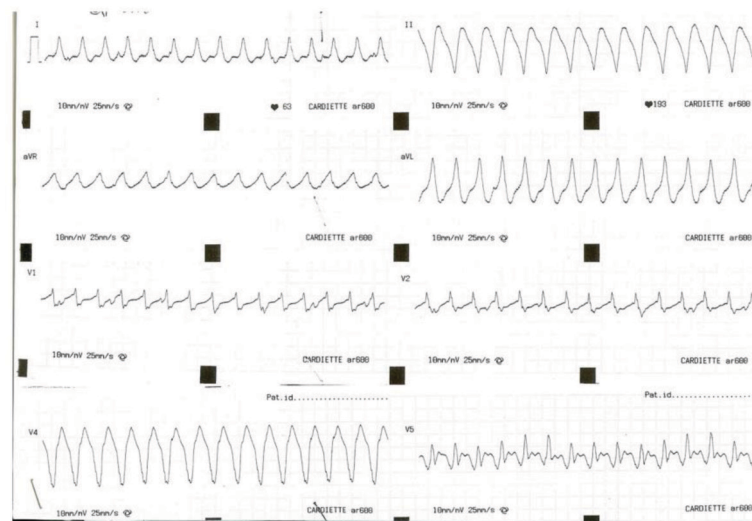 I
II
10mm/mV 25mm/s
♥ 63 CARDIETTE ar600
10mm/mV 25mm/s
♥193 CARDIETTE ar600
aVR
aVL
10mm/mV 25mm/s
CARDIETTE ar600
10mm/mV 25mm/s
CARDIETTE ar600
V1
V2
10mm/mV 25mm/s
CARDIETTE ar600
10mm/mV 25mm/s
CARDIETTE ar600
Pat.id..................
Pat.id..................
V4
V5
10mm/mV 25mm/s
CARDIETTE ar600
10mm/mV 25mm/s
CARDIETTE ar600